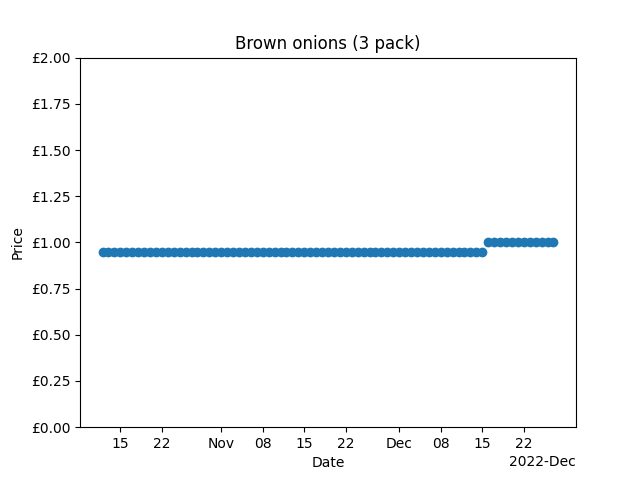 Brown onions (3 pack)
£2.00
£1.75
£1.50
£1.25
£1.00
£0.75
£0.50
£0.25
£0.00
Price
15 22 Nov 08 15 22 Dec 08 15 22
Date
2022-Dec